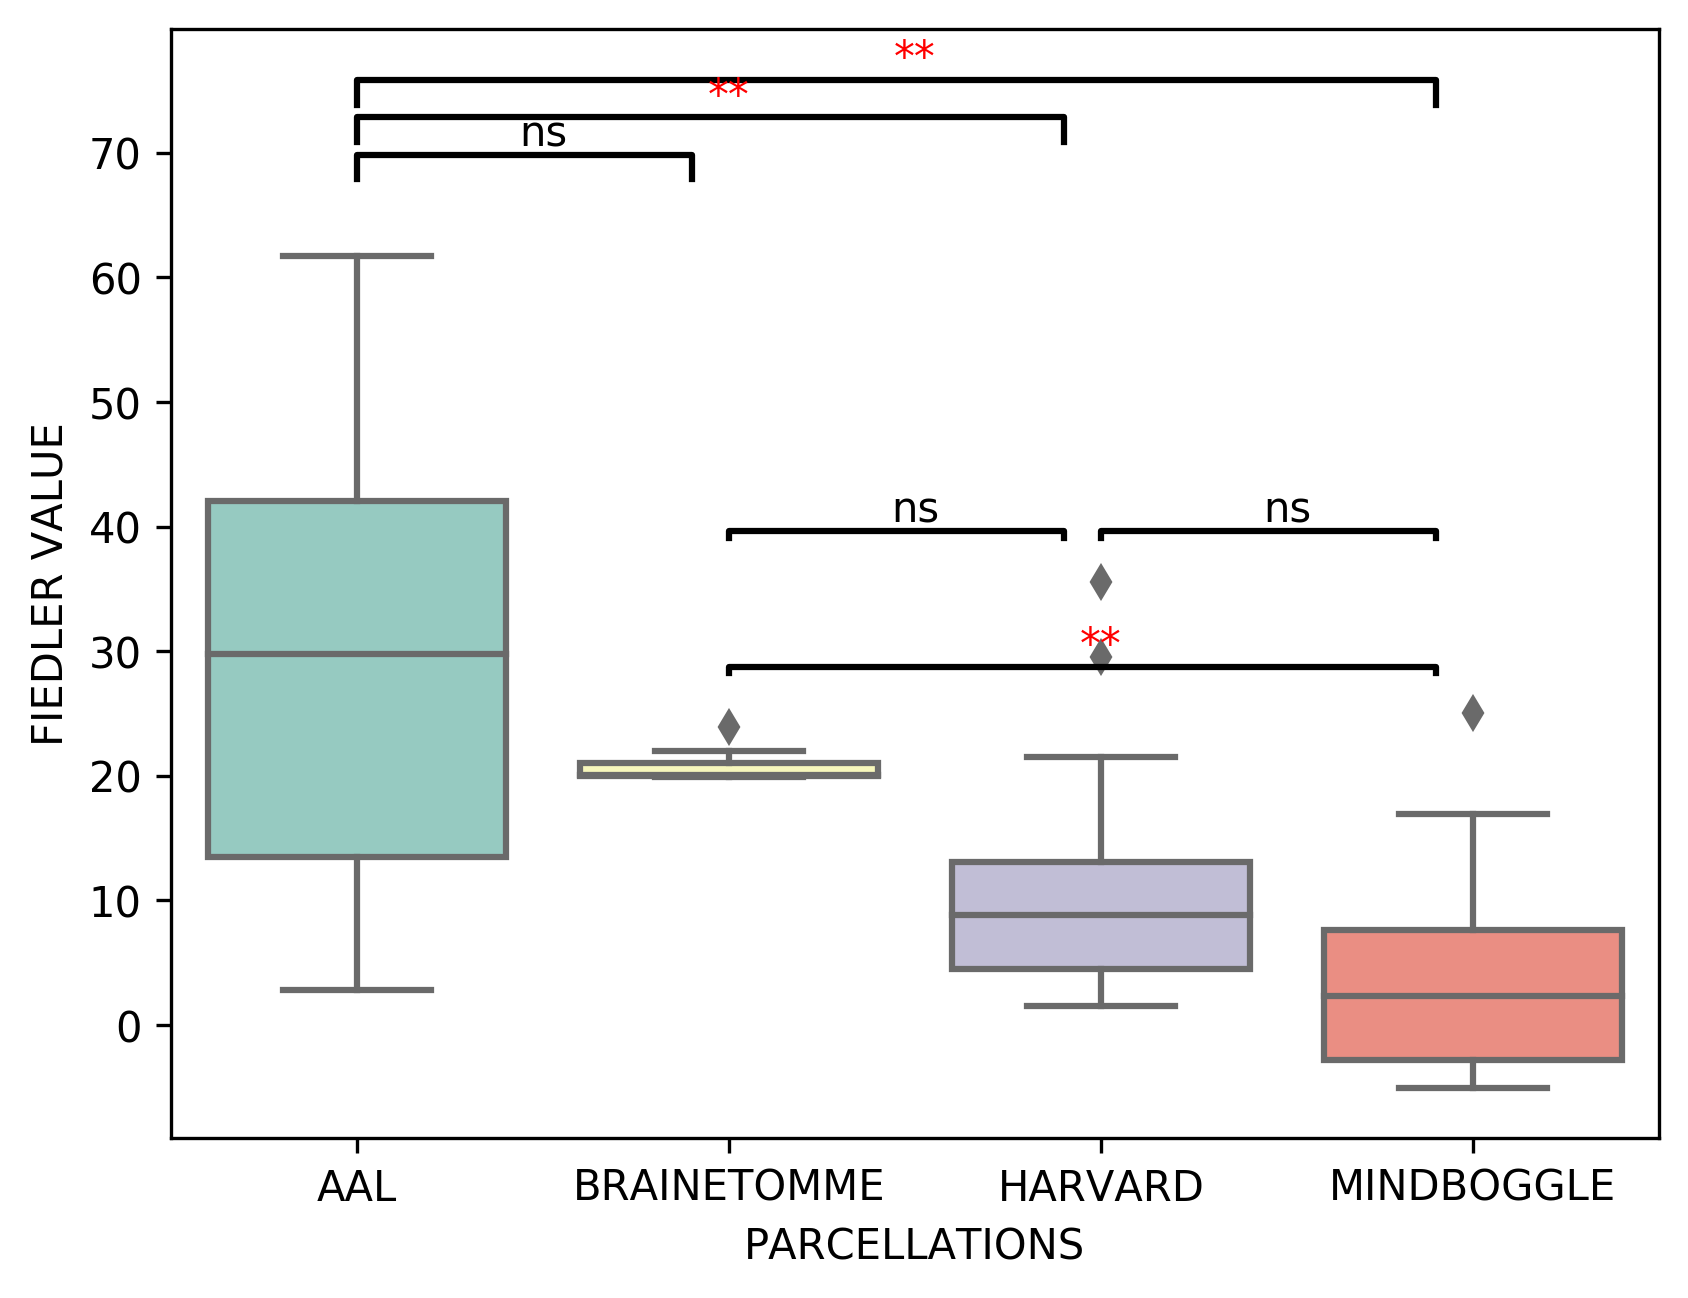 **
**
ns
70
60
50
40
30
20
10
0
FIEDLER VALUE
ns
ns
**
AAL
BRAINETOMME
HARVARD
MINDBOGGLE
PARCELLATIONS